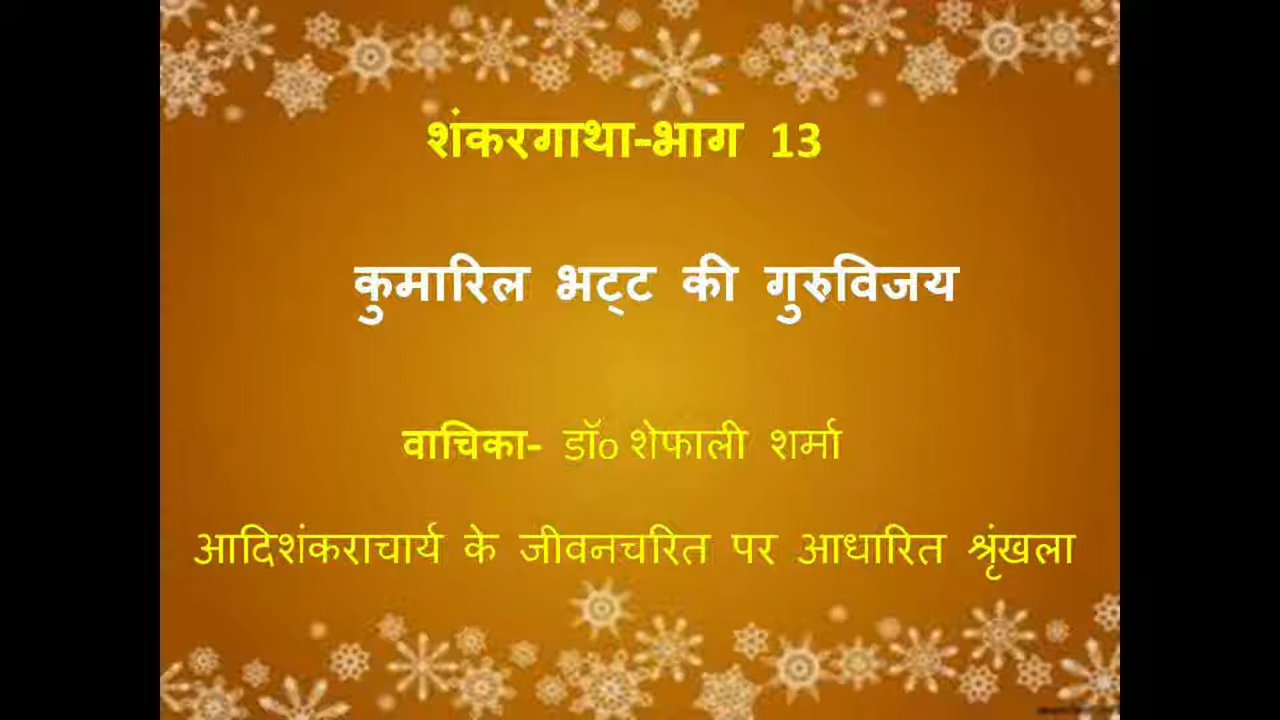 शंकरगाथा-भाग 13
कुमारिल भट्ट की गुरुविजय
वाचिका- डॉ० शेफाली शर्मा
आदिशंकराचार्य के जीवनचरित पर आधारित श्रृंखला